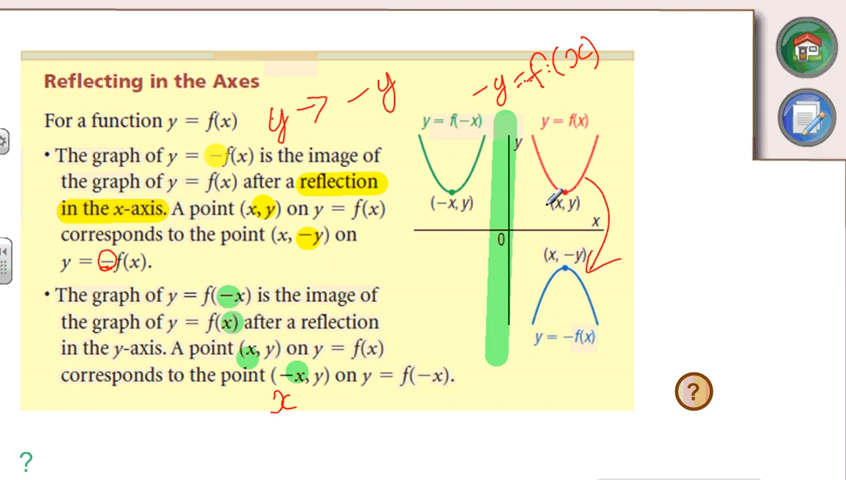 Reflecting in the Axes
For a function y = f(x)
y → -y
-y = f(x)
• The graph of y = −f(x) is the image of
the graph of y = f(x) after a reflection
in the x-axis. A point (x, y) on y = f(x)
corresponds to the point (x, −y) on
y = −f(x).
• The graph of y = f(−x) is the image of
the graph of y = f(x) after a reflection
in the y-axis. A point (x, y) on y = f(x)
corresponds to the point (−x, y) on y = f(−x).
x
y = f(−x)
y = f(x)
y
(−x, y)
(x, y)
x
0
(x, −y)
y = −f(x)
?
?